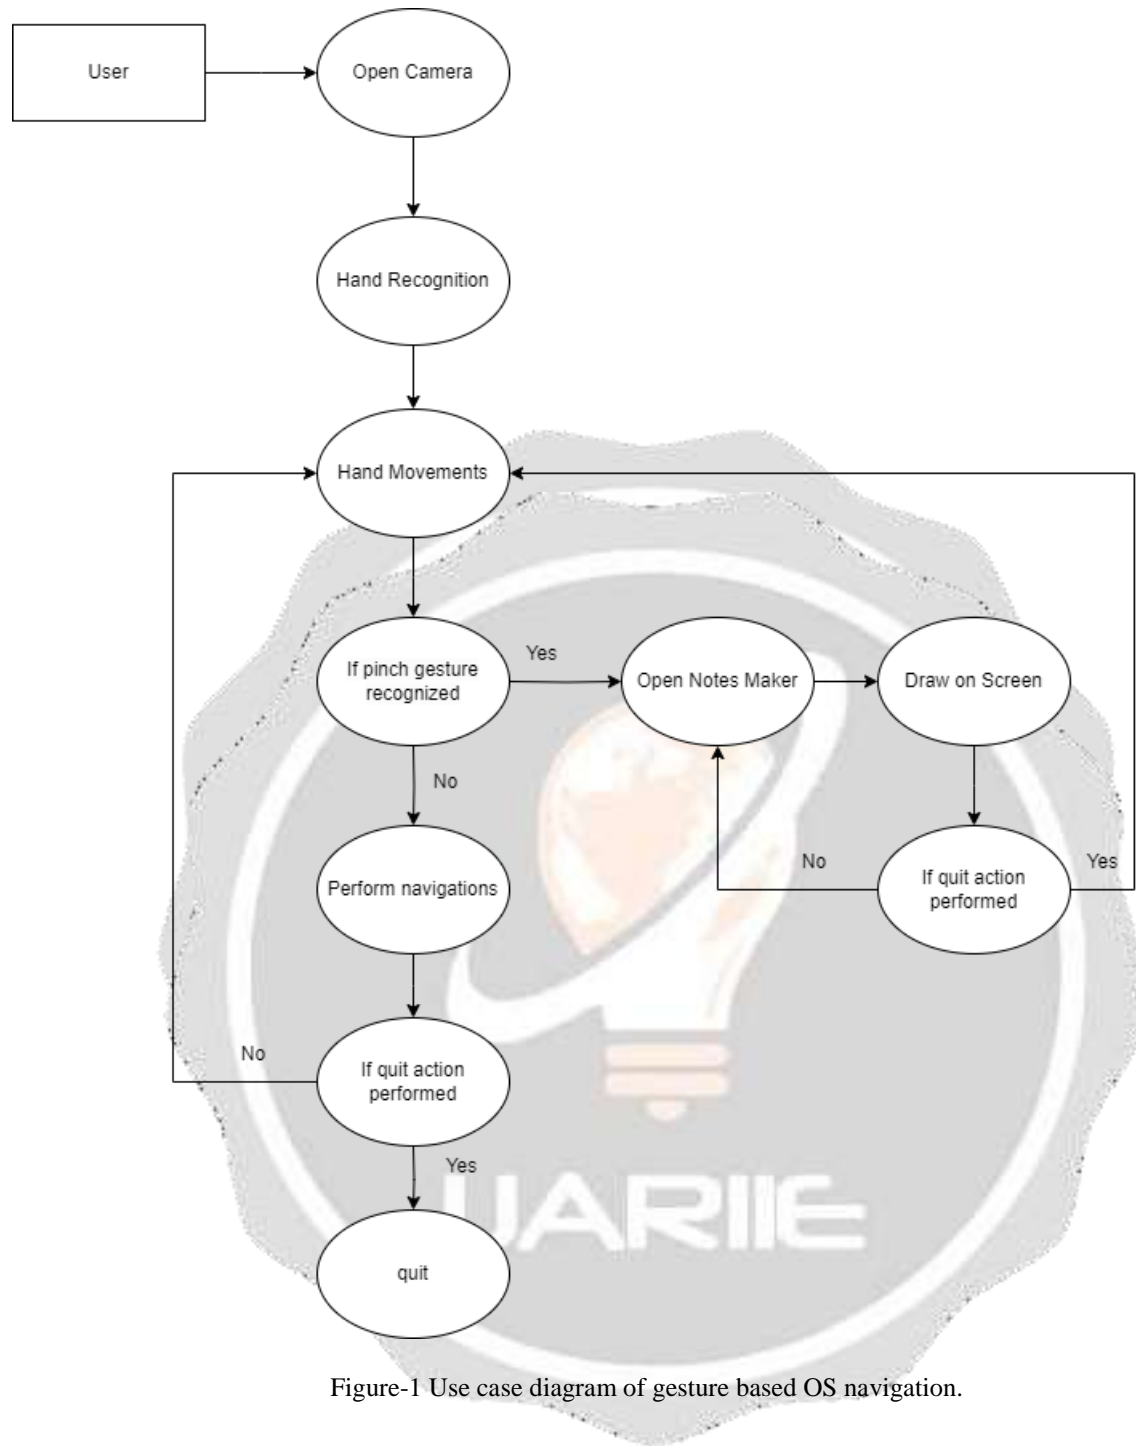 User
Open Camera
Hand Recognition
Hand Movements
If pinch gesture
recognized
Yes
Open Notes Maker
Draw on Screen
No
Perform navigations
No
If quit action
performed
Yes
No
If quit action
performed
Yes
IJARIIE
quit
Figure-1 Use case diagram of gesture based OS navigation.